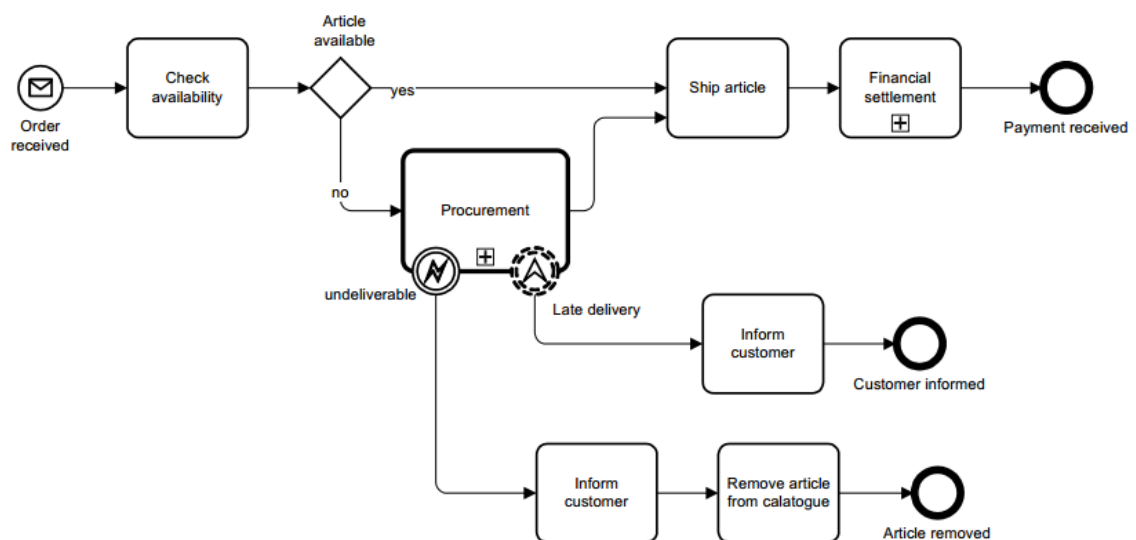 Article
available
Check
availability
Order
received
yes
no
Ship article
Financial
settlement
Payment received
Procurement
undeliverable
Late delivery
Inform
customer
Customer informed
Inform
customer
Remove article
from calatogue
Article removed